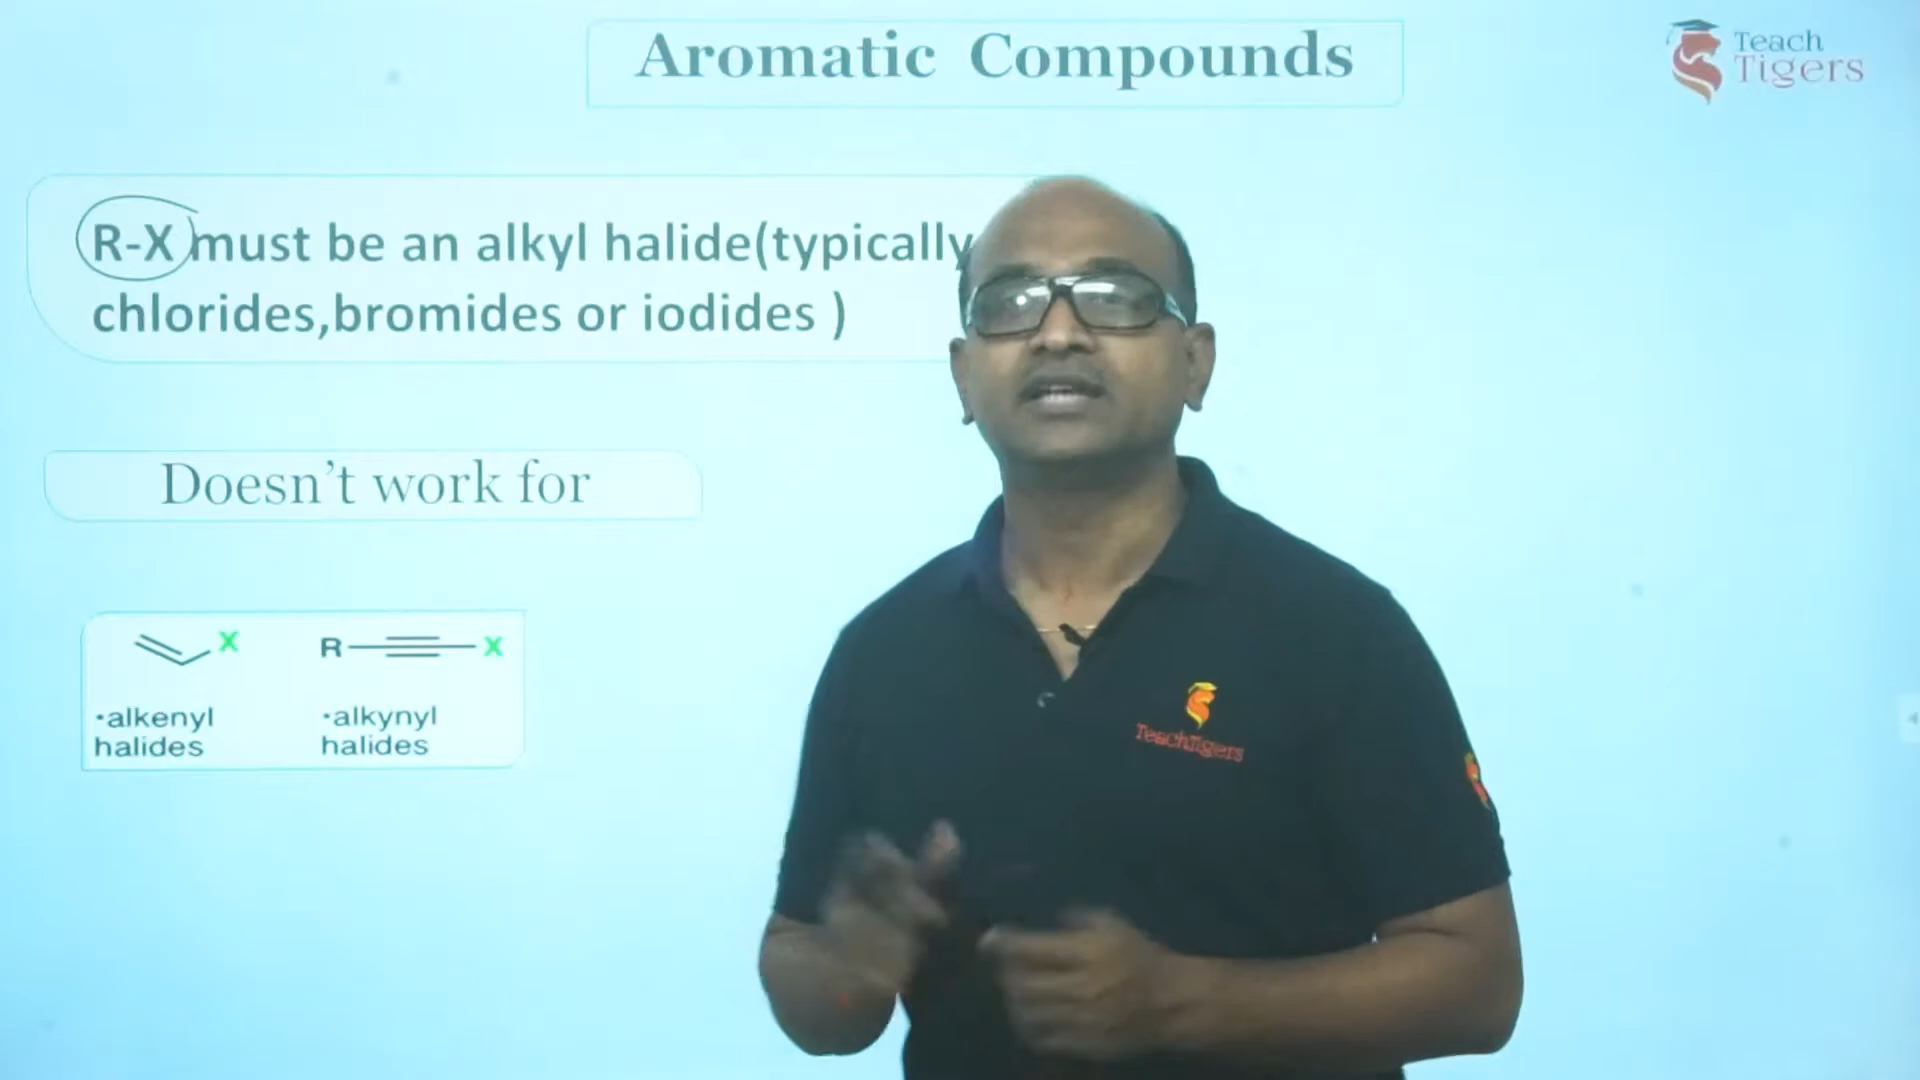 Aromatic Compounds
Teach
Tigers
R-X must be an alkyl halide(typically
chlorides,bromides or iodides )
Doesn't work for
X
R X
•alkenyl
halides
•alkynyl
halides
TeachTigers